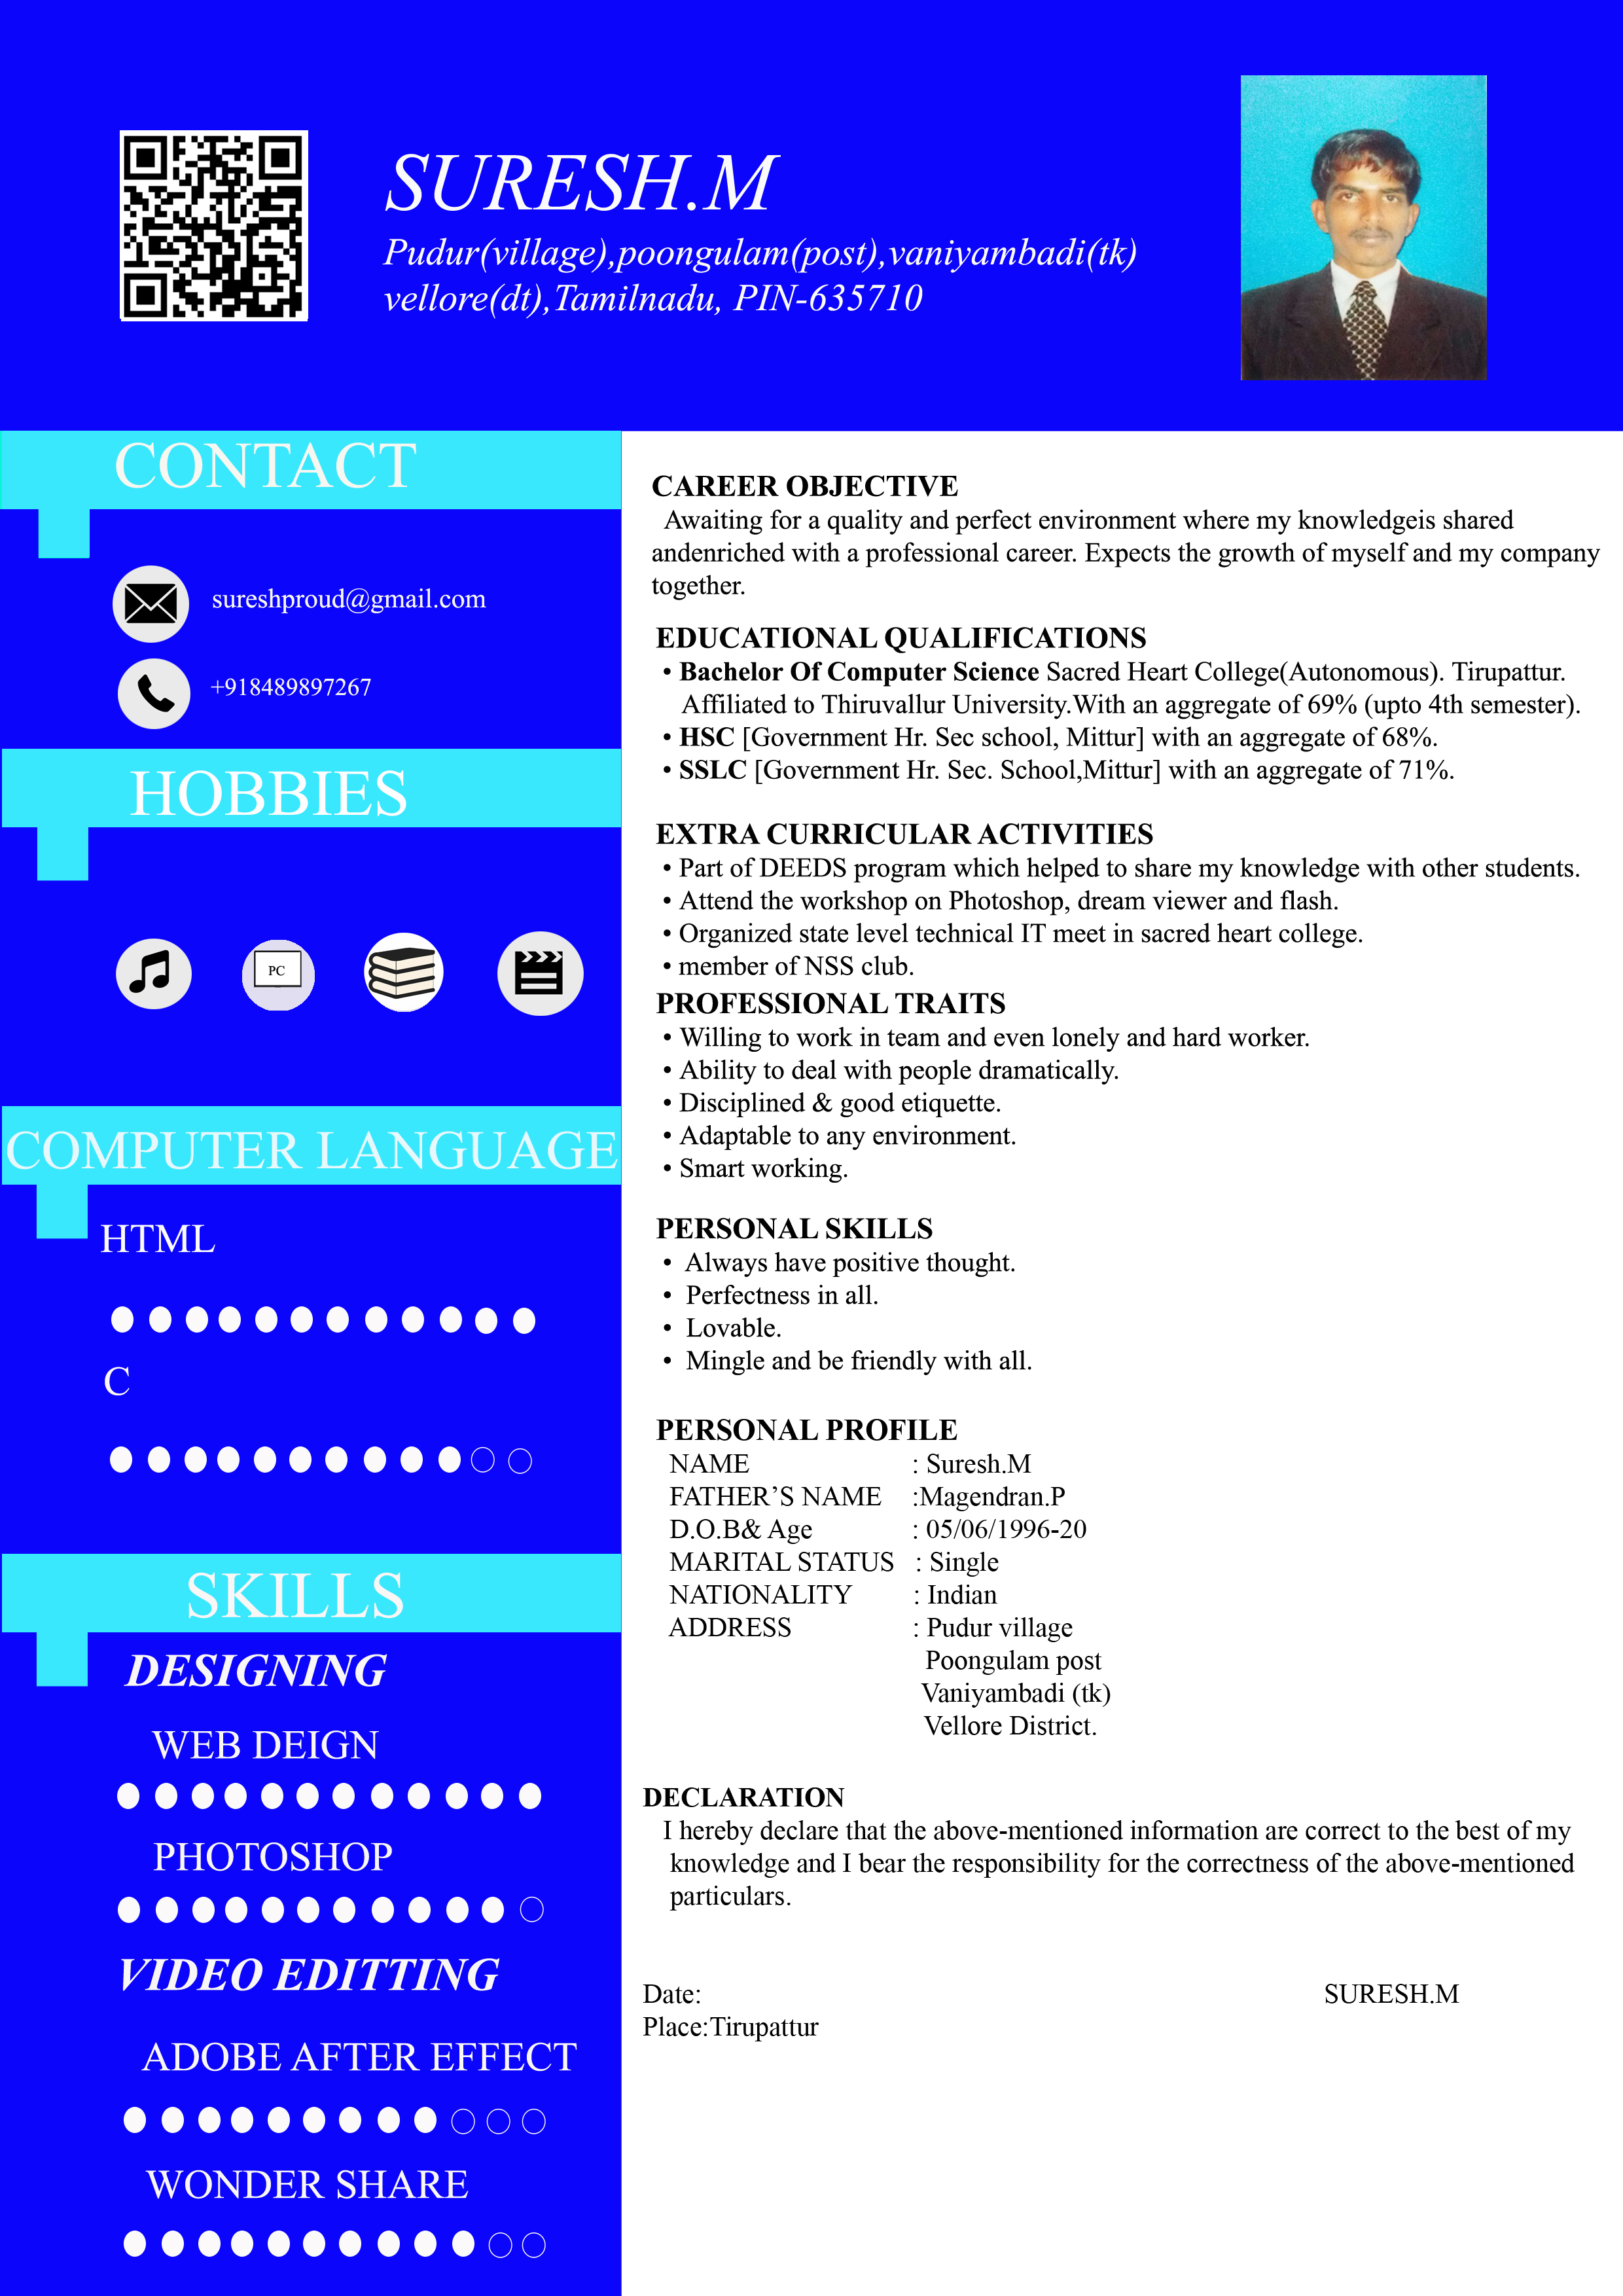 SURESH.M
Pudur(village),poongulam(post),vaniyambadi(tk)
vellore(dt),Tamilnadu, PIN-635710
CONTACT
sureshproud@gmail.com
+918489897267
HOBBIES
PC
COMPUTER LANGUAGE
HTML
C
SKILLS
DESIGNING
WEB DEIGN
PHOTOSHOP
VIDEO EDITTING
ADOBE AFTER EFFECT
WONDER SHARE
CAREER OBJECTIVE
Awaiting for a quality and perfect environment where my knowledgeis shared
andenriched with a professional career. Expects the growth of myself and my company
together.
EDUCATIONAL QUALIFICATIONS
• Bachelor Of Computer Science Sacred Heart College(Autonomous). Tirupattur.
Affiliated to Thiruvallur University.With an aggregate of 69% (upto 4th semester).
• HSC [Government Hr. Sec school, Mittur] with an aggregate of 68%.
• SSLC [Government Hr. Sec. School,Mittur] with an aggregate of 71%.
EXTRA CURRICULAR ACTIVITIES
• Part of DEEDS program which helped to share my knowledge with other students.
• Attend the workshop on Photoshop, dream viewer and flash.
• Organized state level technical IT meet in sacred heart college.
• member of NSS club.
PROFESSIONAL TRAITS
• Willing to work in team and even lonely and hard worker.
• Ability to deal with people dramatically.
• Disciplined & good etiquette.
• Adaptable to any environment.
• Smart working.
PERSONAL SKILLS
• Always have positive thought.
• Perfectness in all.
• Lovable.
• Mingle and be friendly with all.
PERSONAL PROFILE
NAME : Suresh.M
FATHER’S NAME :Magendran.P
D.O.B& Age : 05/06/1996-20
MARITAL STATUS : Single
NATIONALITY : Indian
ADDRESS : Pudur village
Poongulam post
Vaniyambadi (tk)
Vellore District.
DECLARATION
I hereby declare that the above-mentioned information are correct to the best of my
knowledge and I bear the responsibility for the correctness of the above-mentioned
particulars.
Date: SURESH.M
Place:Tirupattur